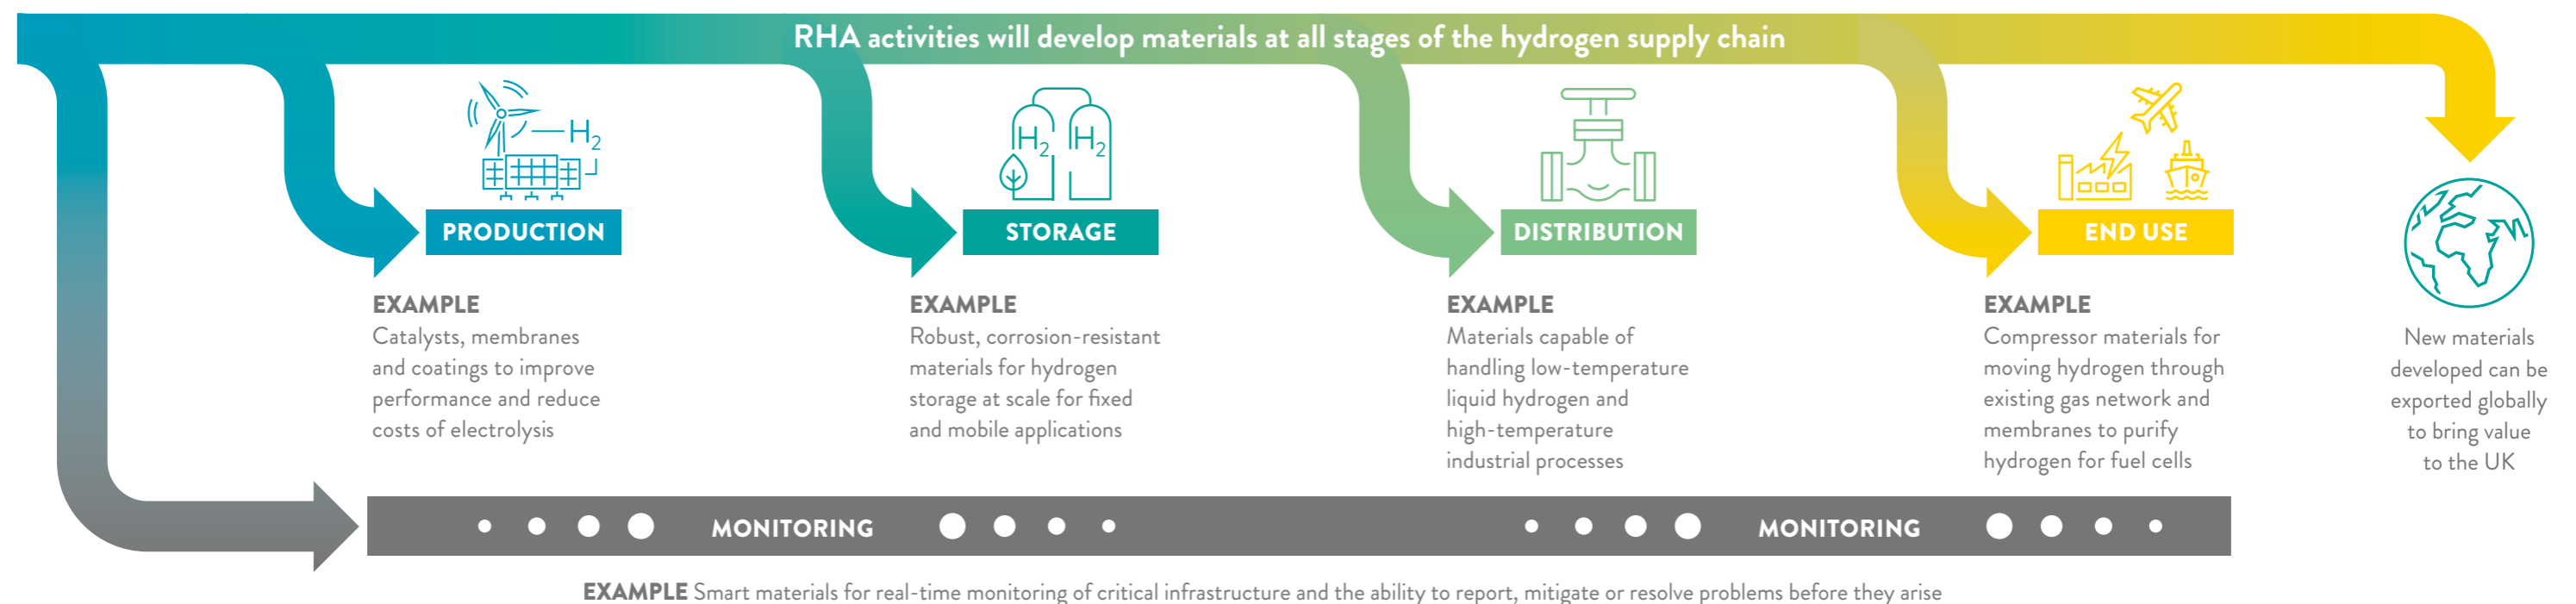 RHA activities will develop materials at all stages of the hydrogen supply chain
H2
PRODUCTION
EXAMPLE
Catalysts, membranes
and coatings to improve
performance and reduce
costs of electrolysis
H2 H2
STORAGE
EXAMPLE
Robust, corrosion-resistant
materials for hydrogen
storage at scale for fixed
and mobile applications
DISTRIBUTION
EXAMPLE
Materials capable of
handling low-temperature
liquid hydrogen and
high-temperature
industrial processes
END USE
EXAMPLE
Compressor materials for
moving hydrogen through
existing gas network and
membranes to purify
hydrogen for fuel cells
New materials
developed can be
exported globally
to bring value
to the UK
MONITORING MONITORING
EXAMPLE Smart materials for real-time monitoring of critical infrastructure and the ability to report, mitigate or resolve problems before they arise